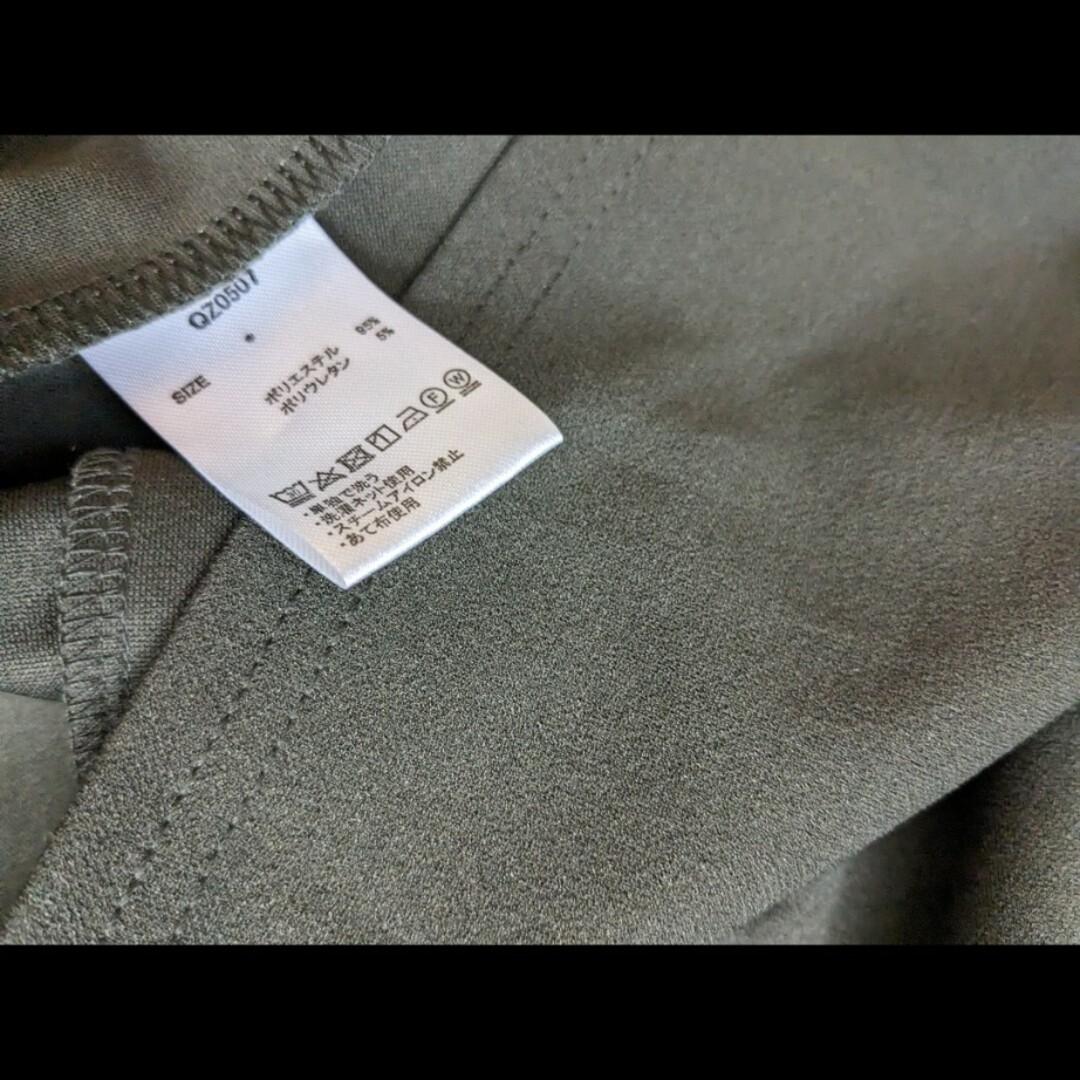 QZ0507
SIZE
ポリエステル 95%
ポリウレタン 5%
F W
・単独で洗う
・洗濯ネット使用
・スチームアイロン禁止
・あて布使用